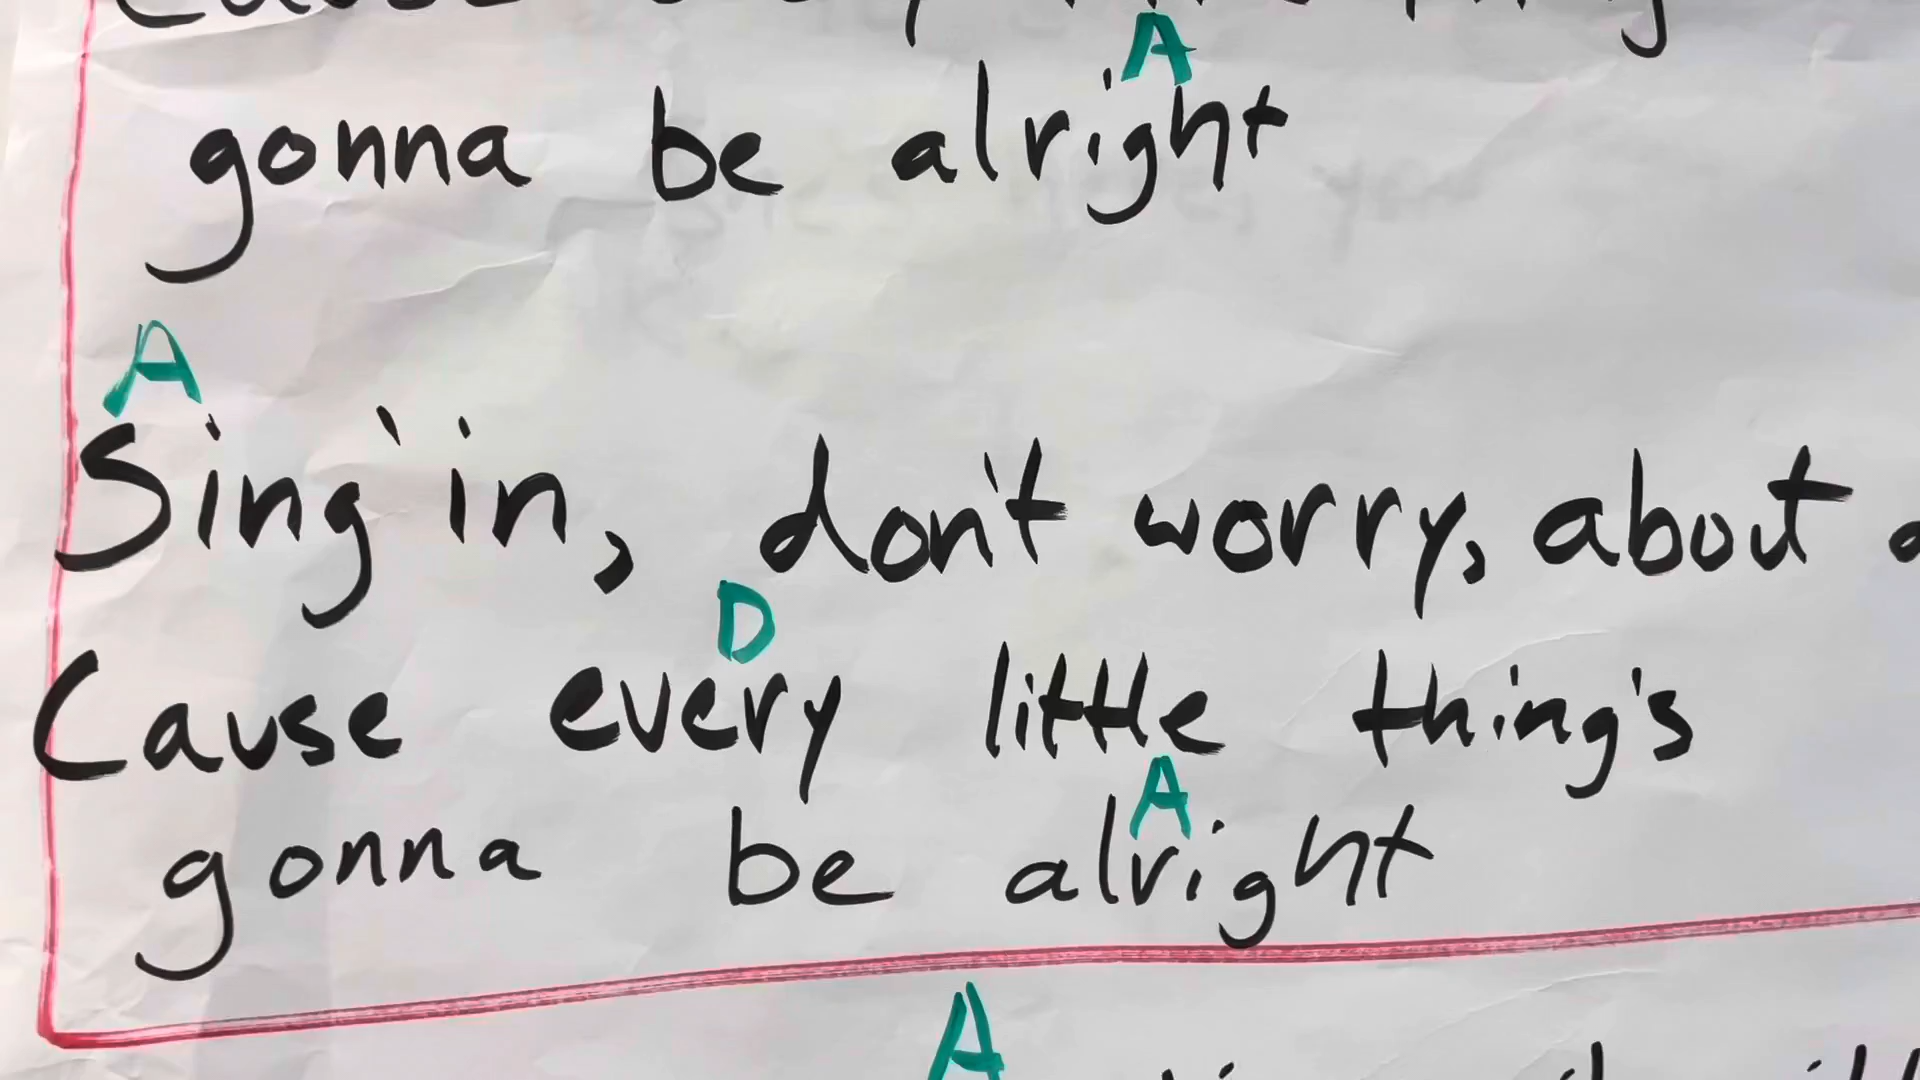 A
gonna be alright
A
Sing'in, don't worry, about
D
Cause every little thing's
A
gonna be alright
A